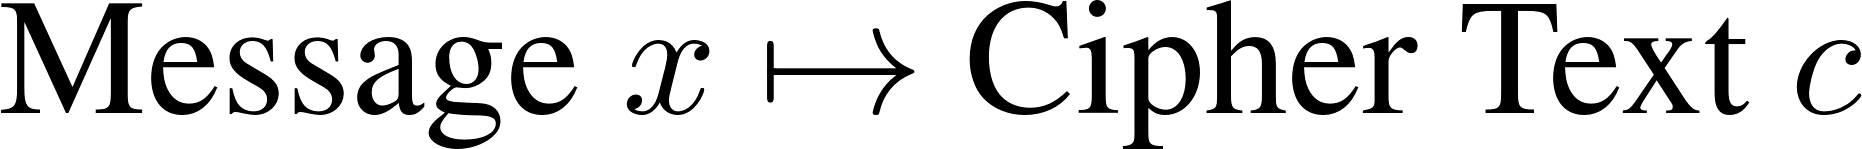 Message x ↦ Cipher Text c